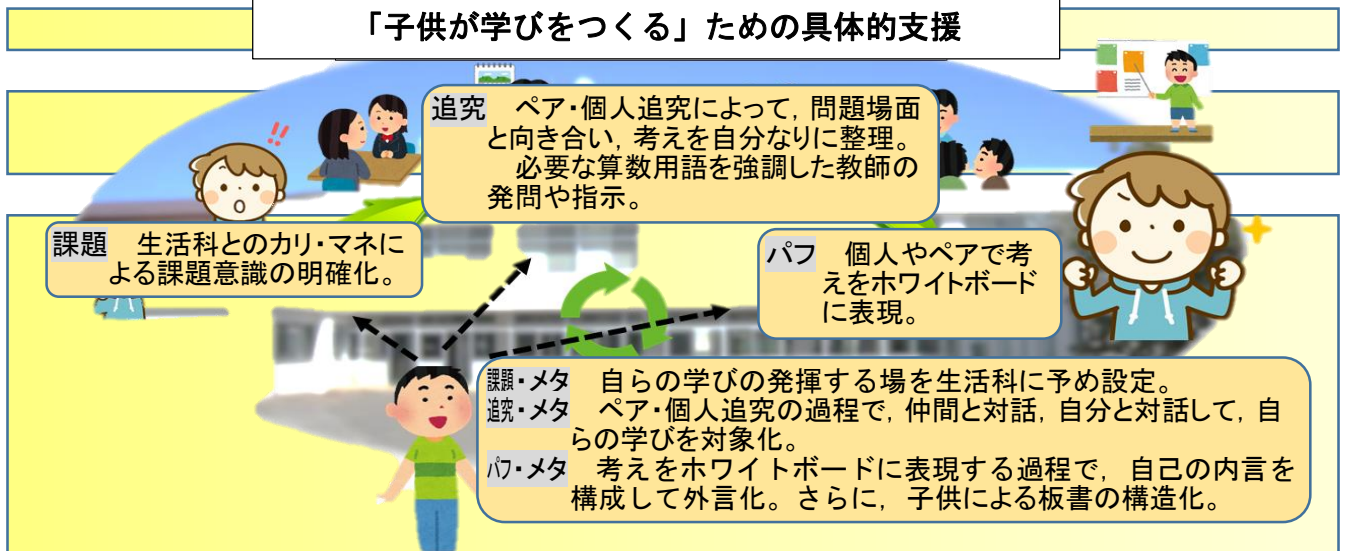 「子供が学びをつくる」ための具体的支援
追究　ペア・個人追究によって，問題場面
と向き合い，考えを自分なりに整理。
必要な算数用語を強調した教師の
発問や指示。
課題　生活科とのカリ・マネに
よる課題意識の明確化。
パフ　個人やペアで考
えをホワイトボード
に表現。
課題・メタ　自らの学びの発揮する場を生活科に予め設定。
追究・メタ　ペア・個人追究の過程で，仲間と対話，自分と対話して，自
らの学びを対象化。
パフ・メタ　考えをホワイトボードに表現する過程で，自己の内言を
構成して外言化。さらに，子供による板書の構造化。